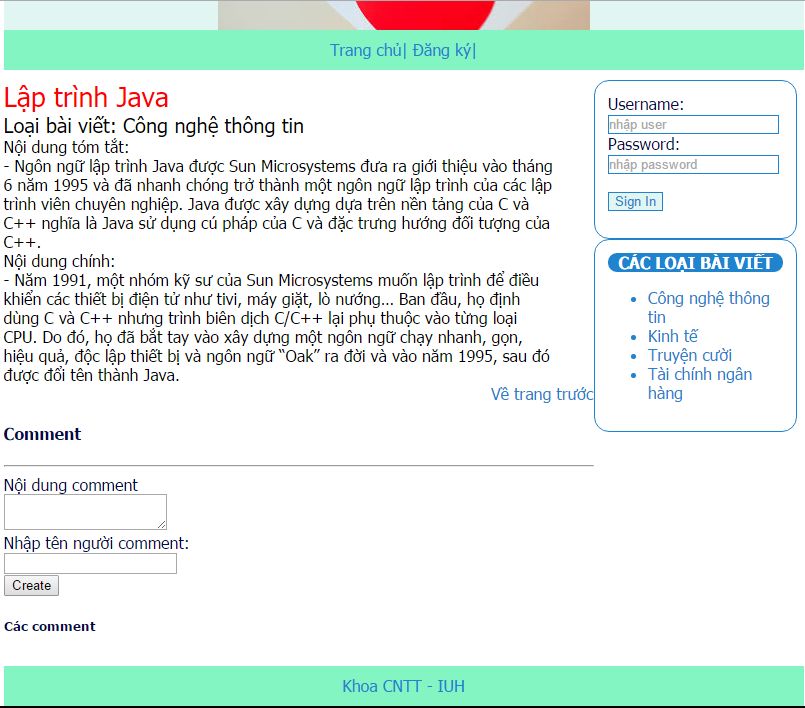 Trang chủ| Đăng ký|
Lập trình Java
Loại bài viết: Công nghệ thông tin
Nội dung tóm tắt:
- Ngôn ngữ lập trình Java được Sun Microsystems đưa ra giới thiệu vào tháng
6 năm 1995 và đã nhanh chóng trở thành một ngôn ngữ lập trình của các lập
trình viên chuyên nghiệp. Java được xây dựng dựa trên nền tảng của C và
C++ nghĩa là Java sử dụng cú pháp của C và đặc trưng hướng đối tượng của
C++.
Nội dung chính:
- Năm 1991, một nhóm kỹ sư của Sun Microsystems muốn lập trình để điều
khiển các thiết bị điện tử như tivi, máy giặt, lò nướng... Ban đầu, họ định
dùng C và C++ nhưng trình biên dịch C/C++ lại phụ thuộc vào từng loại
CPU. Do đó, họ đã bắt tay vào xây dựng một ngôn ngữ chạy nhanh, gọn,
hiệu quả, độc lập thiết bị và ngôn ngữ “Oak” ra đời và vào năm 1995, sau đó
được đổi tên thành Java.
Về trang trước
Comment
Nội dung comment
Nhập tên người comment:
Create
Các comment
Username:
nhập user
Password:
nhập password
Sign In
CÁC LOẠI BÀI VIẾT
Công nghệ thông
tin
Kinh tế
Truyện cười
Tài chính ngân
hàng
Khoa CNTT - IUH